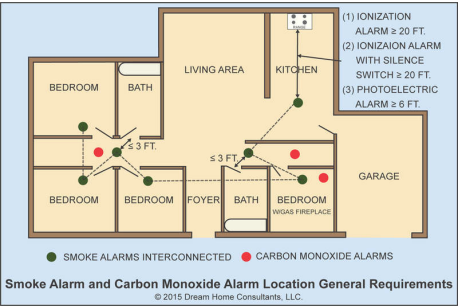 (1) IONIZATION
ALARM ≥ 20 FT.
(2) IONIZAION ALARM
WITH SILENCE
SWITCH ≥ 20 FT.
(3) PHOTOELECTRIC
ALARM ≥ 6 FT.
LIVING AREA
KITCHEN
BEDROOM
BATH
≤ 3 FT.
≤ 3 FT.
GARAGE
BEDROOM
BEDROOM
FOYER
BATH
BEDROOM
W/GAS FIREPLACE
SMOKE ALARMS INTERCONNECTED
CARBON MONOXIDE ALARMS
Smoke Alarm and Carbon Monoxide Alarm Location General Requirements
© 2015 Dream Home Consultants, LLC.